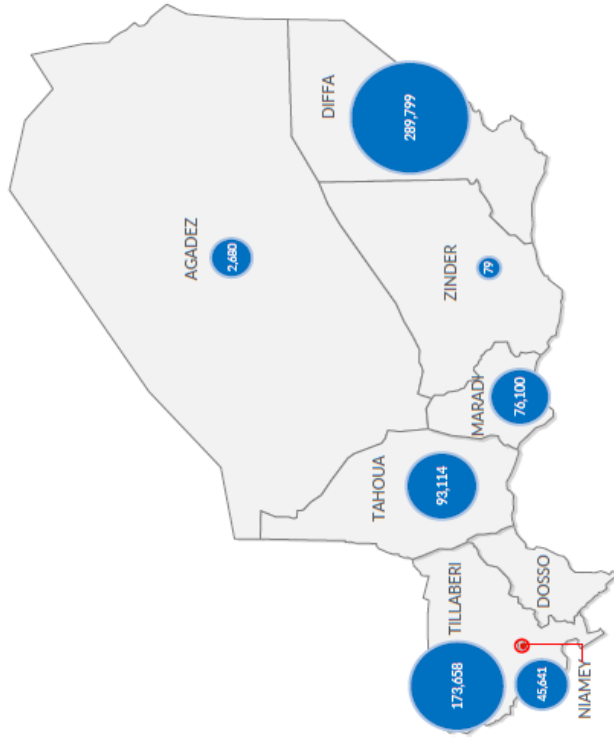 AGADEZ
2,680
DIFFA
289,799
ZINDER
79
MARADI
76,100
TAHOUA
93,114
TILLABERI
173,658
DOSSO
45,641
NIAMEY